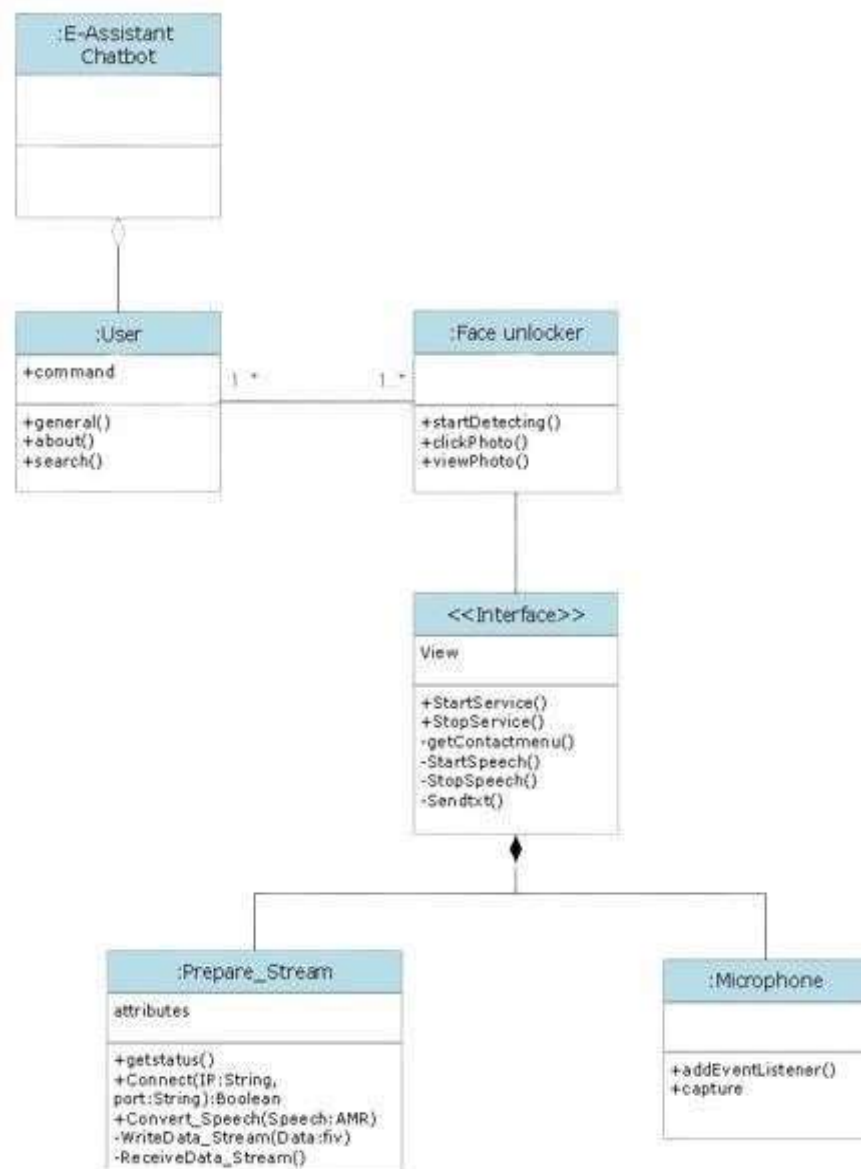 :E-Assistant
Chatbot
:User
+command
+general()
+about()
+search()
1 *
1 *
:Face unlocker
+startDetecting()
+clickPhoto()
+viewPhoto()
<<Interface>>
View
+StartService()
+StopService()
-getContactmenu()
-StartSpeech()
-StopSpeech()
-Sendtxt()
:Prepare_Stream
attributes
+getstatus()
+Connect(IP:String,
port:String):Boolean
+Convert_Speech(Speech:AMR)
-WriteData_Stream(Data:fiv)
-ReceiveData_Stream()
:Microphone
+addEventListener()
+capture